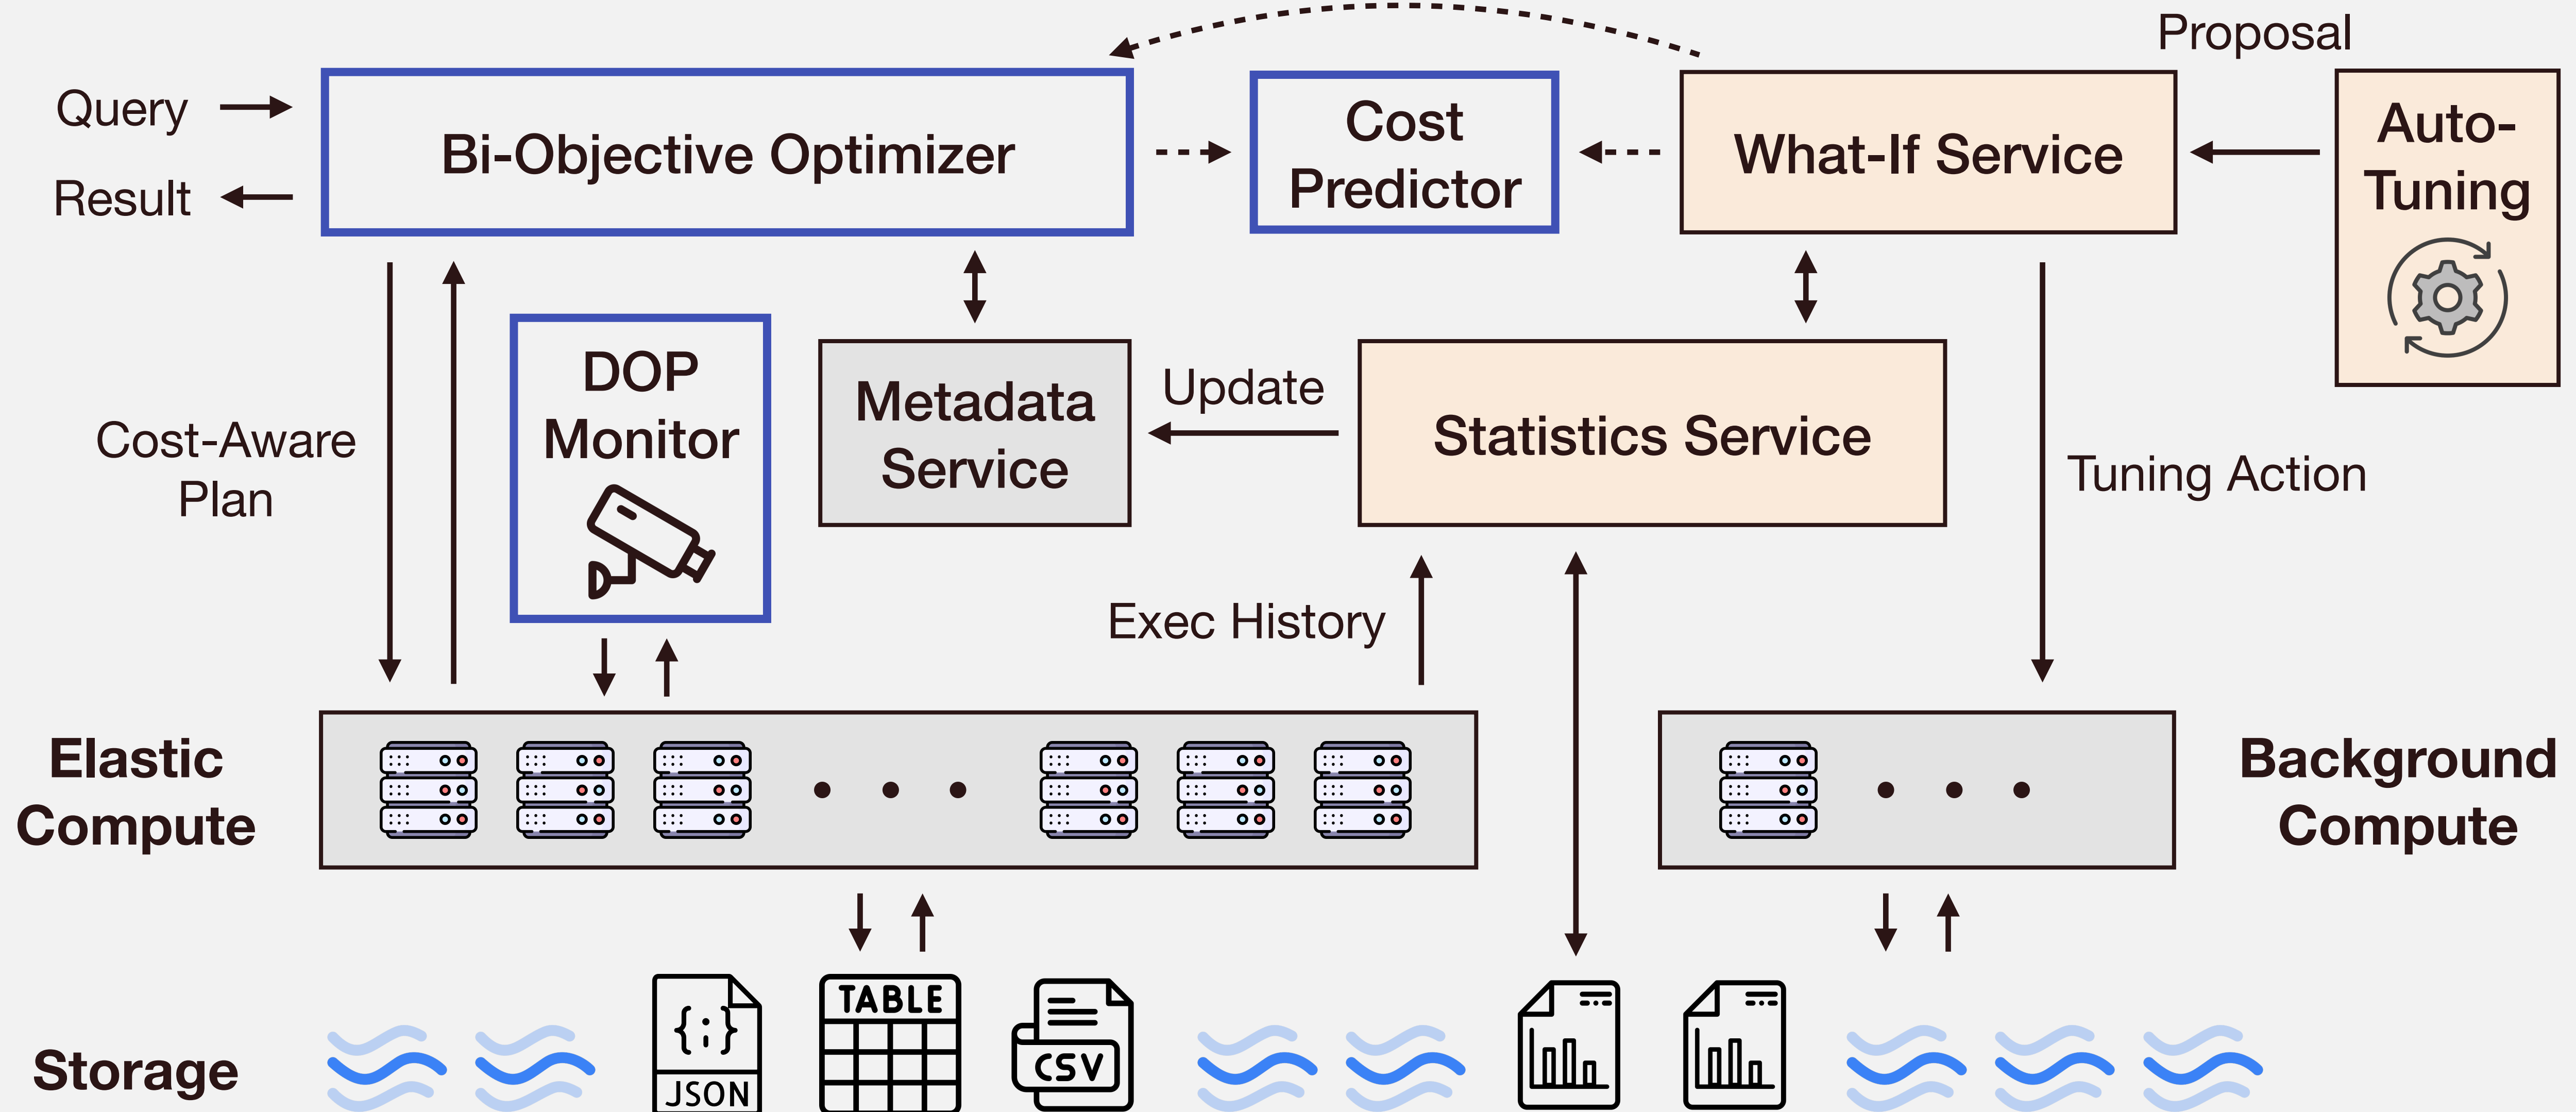 Proposal
Query
Result
Bi-Objective Optimizer
Cost
Predictor
What-If Service
Auto-
Tuning
DOP
Monitor
Metadata
Service
Update
Statistics Service
Cost-Aware
Plan
Tuning Action
Exec History
Elastic
Compute
Background
Compute
Storage
{;}
JSON
TABLE
CSV